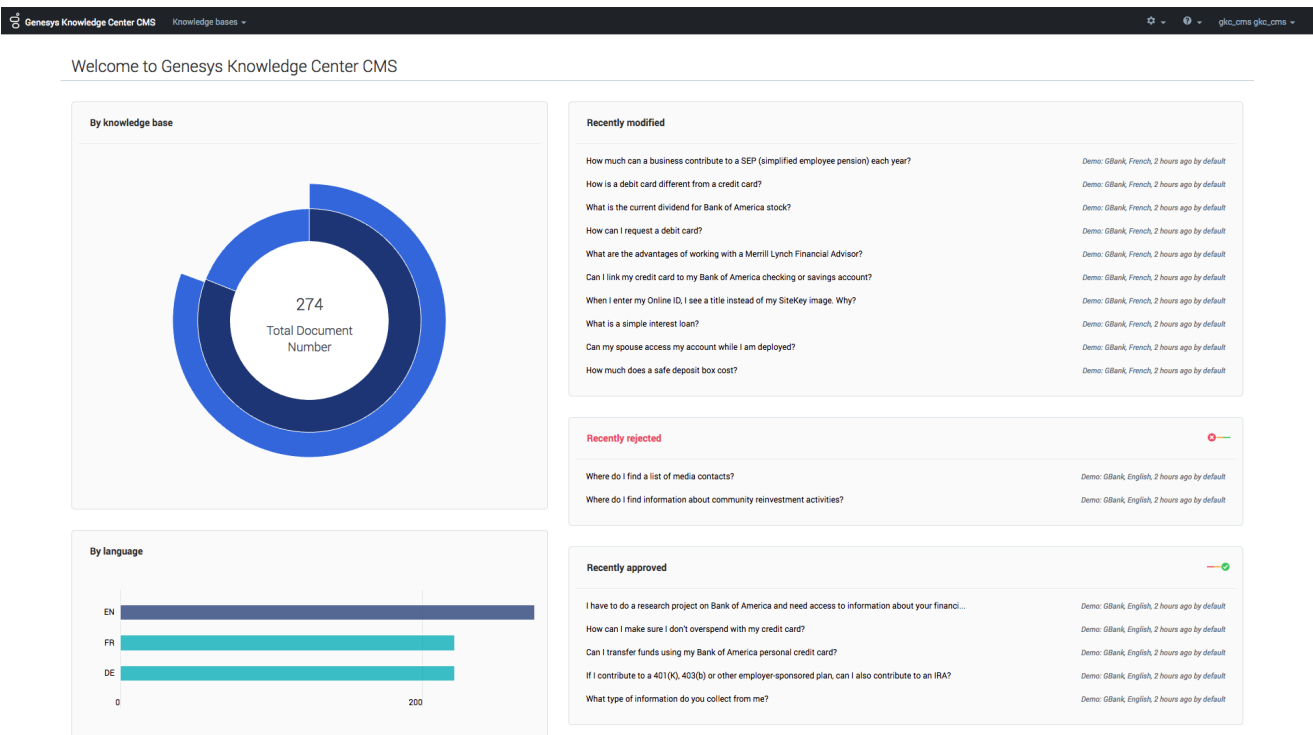 Genesys Knowledge Center CMS Knowledge bases gkc_cms gkc_cms
Welcome to Genesys Knowledge Center CMS
By knowledge base
274
Total Document
Number
By language
EN
FR
DE
0 200
Recently modified
How much can a business contribute to a SEP (simplified employee pension) each year? Demo: GBank, French, 2 hours ago by default
How is a debit card different from a credit card? Demo: GBank, French, 2 hours ago by default
What is the current dividend for Bank of America stock? Demo: GBank, French, 2 hours ago by default
How can I request a debit card? Demo: GBank, French, 2 hours ago by default
What are the advantages of working with a Merrill Lynch Financial Advisor? Demo: GBank, French, 2 hours ago by default
Can I link my credit card to my Bank of America checking or savings account? Demo: GBank, French, 2 hours ago by default
When I enter my Online ID, I see a title instead of my SiteKey image. Why? Demo: GBank, French, 2 hours ago by default
What is a simple interest loan? Demo: GBank, French, 2 hours ago by default
Can my spouse access my account while I am deployed? Demo: GBank, French, 2 hours ago by default
How much does a safe deposit box cost? Demo: GBank, French, 2 hours ago by default
Recently rejected
Where do I find a list of media contacts? Demo: GBank, English, 2 hours ago by default
Where do I find information about community reinvestment activities? Demo: GBank, English, 2 hours ago by default
Recently approved
I have to do a research project on Bank of America and need access to information about your financi... Demo: GBank, English, 2 hours ago by default
How can I make sure I don't overspend with my credit card? Demo: GBank, English, 2 hours ago by default
Can I transfer funds using my Bank of America personal credit card? Demo: GBank, English, 2 hours ago by default
If I contribute to a 401(K), 403(b) or other employer-sponsored plan, can I also contribute to an IRA? Demo: GBank, English, 2 hours ago by default
What type of information do you collect from me? Demo: GBank, English, 2 hours ago by default